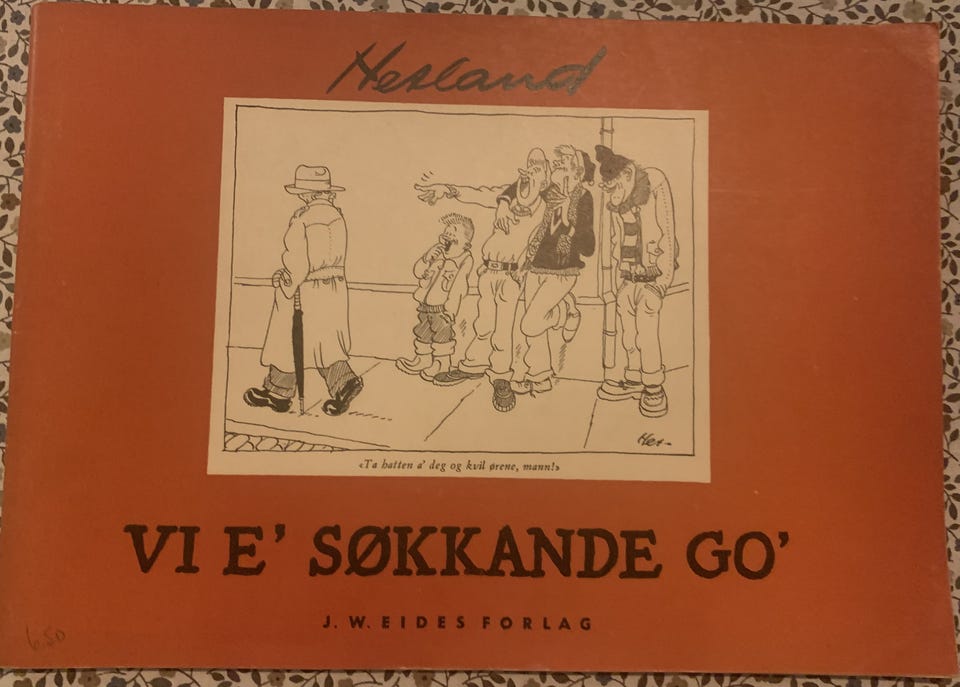 Hesland
«Ta hatten a' deg og kvil ørene, mann!»
Hes-
VI E' SØKKANDE GO'
J. W. EIDES FORLAG
6,50